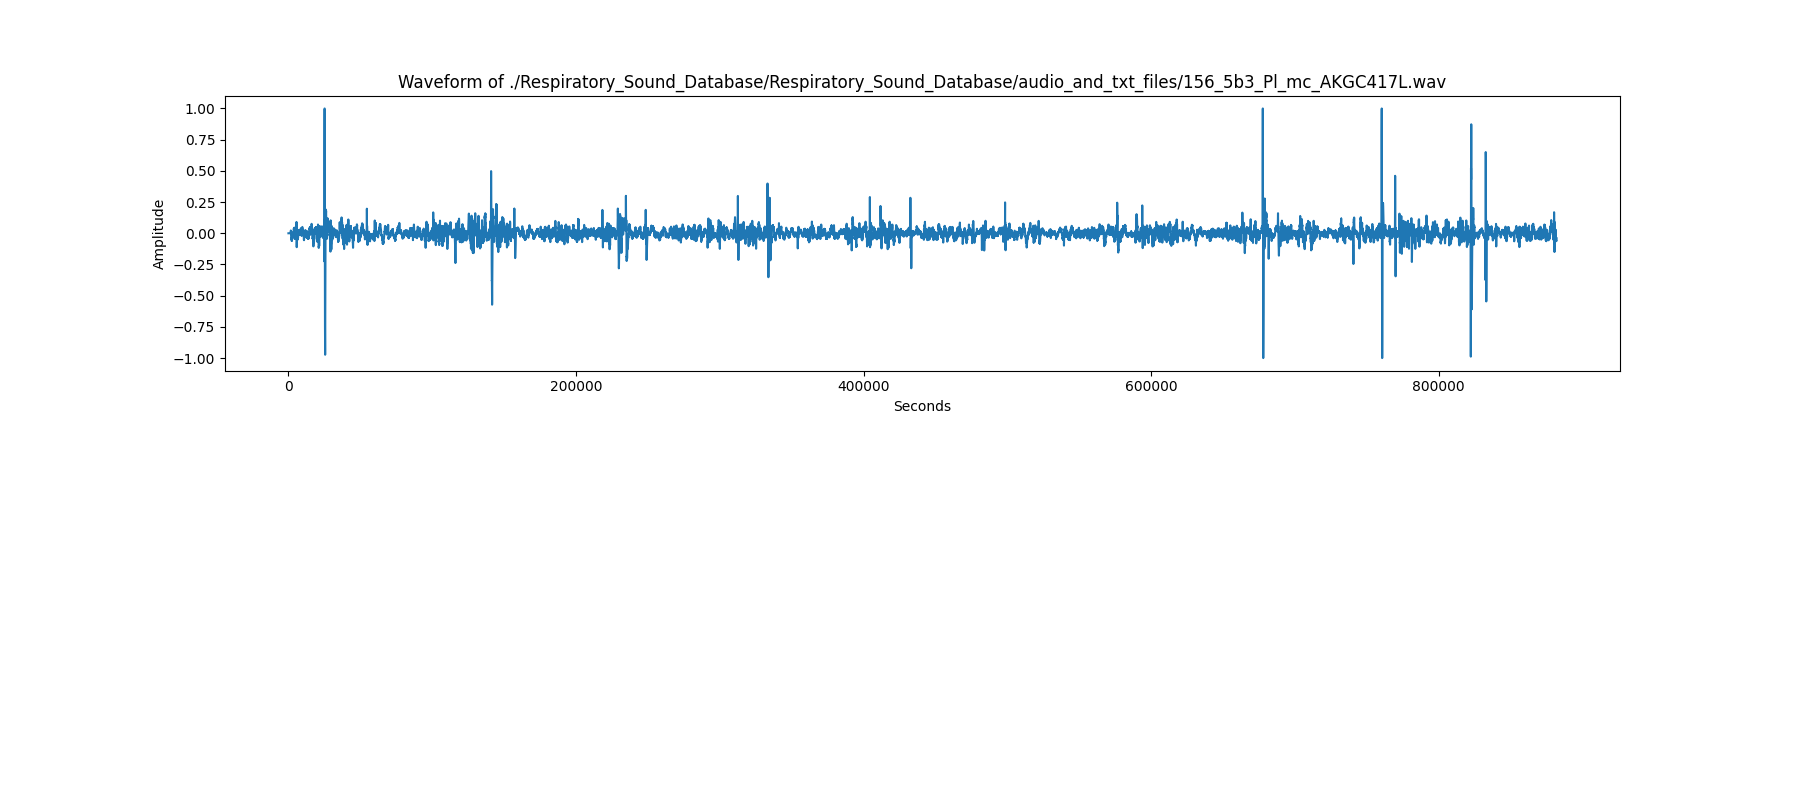 Waveform of ./Respiratory_Sound_Database/Respiratory_Sound_Database/audio_and_txt_files/156_5b3_Pl_mc_AKGC417L.wav
1.00
0.75
0.50
0.25
0.00
−0.25
−0.50
−0.75
−1.00
Amplitude
0 200000 400000 600000 800000
Seconds